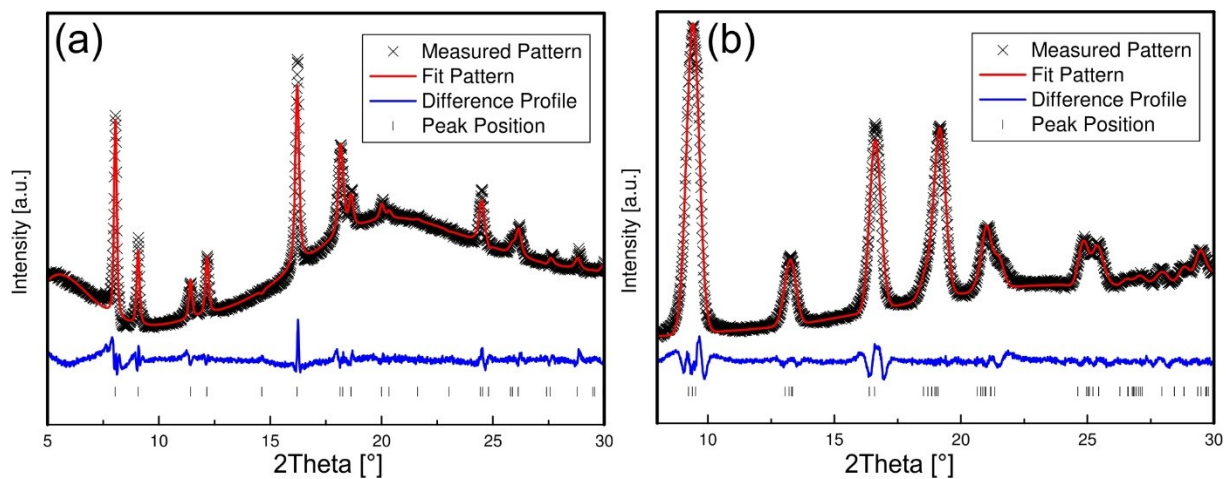 (a)
Measured Pattern
Fit Pattern
Difference Profile
Peak Position
Intensity [a.u.]
5 10 15 20 25 30
2Theta [°]
(b)
Measured Pattern
Fit Pattern
Difference Profile
Peak Position
Intensity [a.u.]
10 15 20 25 30
2Theta [°]